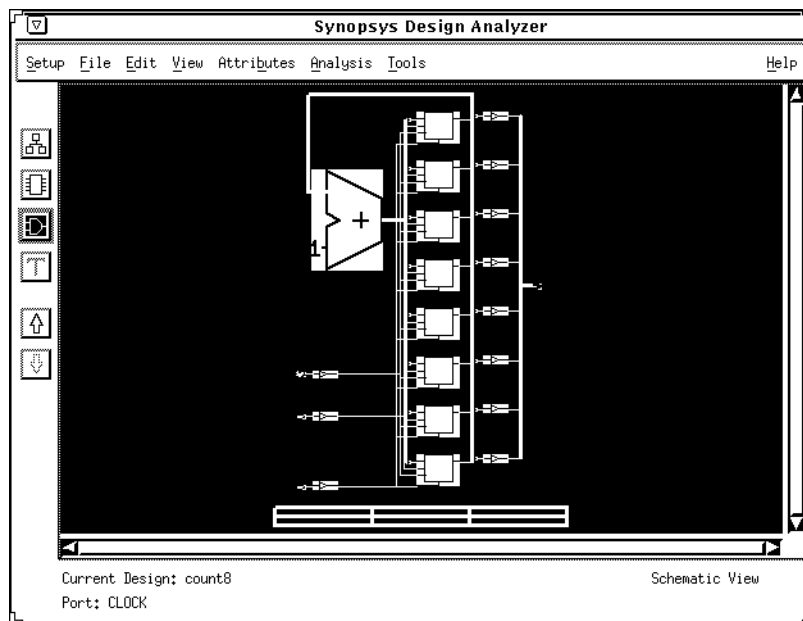 Synopsys Design Analyzer
Setup File Edit View Attributes Analysis Tools Help
+
1
Current Design: count8 Schematic View
Port: CLOCK